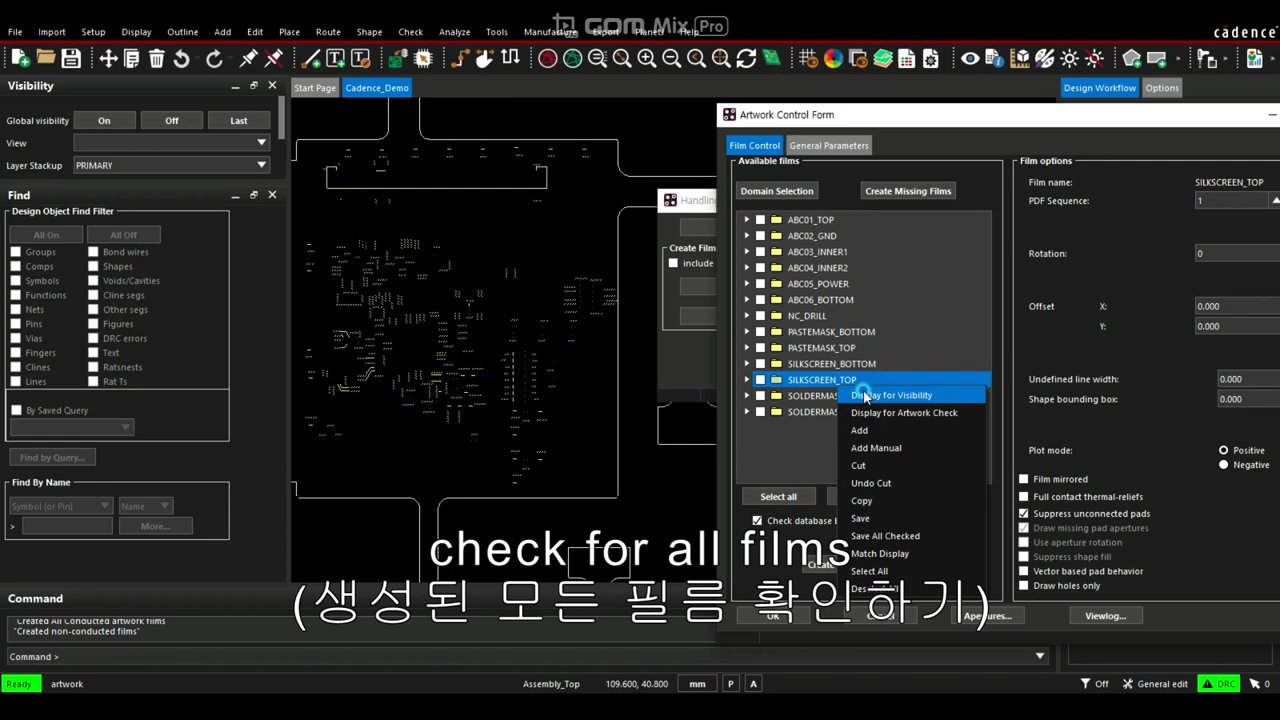 GOM Mix Pro
File Import Setup Display Outline Add Edit Place Route Shape Check Analyze Tools Manufacture Export Planet Help
cādence
Visibility
Start Page
Cadence_Demo
Design Workflow
Options
Global visibility
On
Off
Last
View
Layer Stackup
PRIMARY
Find
Design Object Find Filter
All On
All Off
Groups
Bond wires
Comps
Shapes
Symbols
Voids/Cavities
Functions
Cline segs
Nets
Other segs
Pins
Figures
Vias
DRC errors
Fingers
Text
Clines
Ratsnests
Lines
Rat Ts
By Saved Query
Find by Query...
Find By Name
Symbol (or Pin)
Name
>
More...
Handling
Create Film
include
Artwork Control Form
Film Control
General Parameters
Available films
Domain Selection
Create Missing Films
ABC01_TOP
ABC02_GND
ABC03_INNER1
ABC04_INNER2
ABC05_POWER
ABC06_BOTTOM
NC_DRILL
PASTEMASK_BOTTOM
PASTEMASK_TOP
SILKSCREEN_BOTTOM
SILKSCREEN_TOP
SOLDERMAS
SOLDERMAS
Display for Visibility
Display for Artwork Check
Add
Add Manual
Cut
Undo Cut
Copy
Save
Save All Checked
Match Display
Select All
Select all
Check database b
Create
OK
Apertures...
Viewlog...
Film options
Film name:
SILKSCREEN_TOP
PDF Sequence:
1
Rotation:
0
Offset
X:
0.000
Y:
0.000
Undefined line width:
0.000
Shape bounding box:
0.000
Plot mode:
Positive
Negative
Film mirrored
Full contact thermal-reliefs
Suppress unconnected pads
Draw missing pad apertures
Use aperture rotation
Suppress shape fill
Vector based pad behavior
Draw holes only
check for all films
(생성된 모든 필름 확인하기)
Command
Created All Conducted artwork films
"Created non-conducted films"
Command >
Ready
artwork
Assembly_Top
109.600, 40.800
mm
P
A
Off
General edit
DRC
0